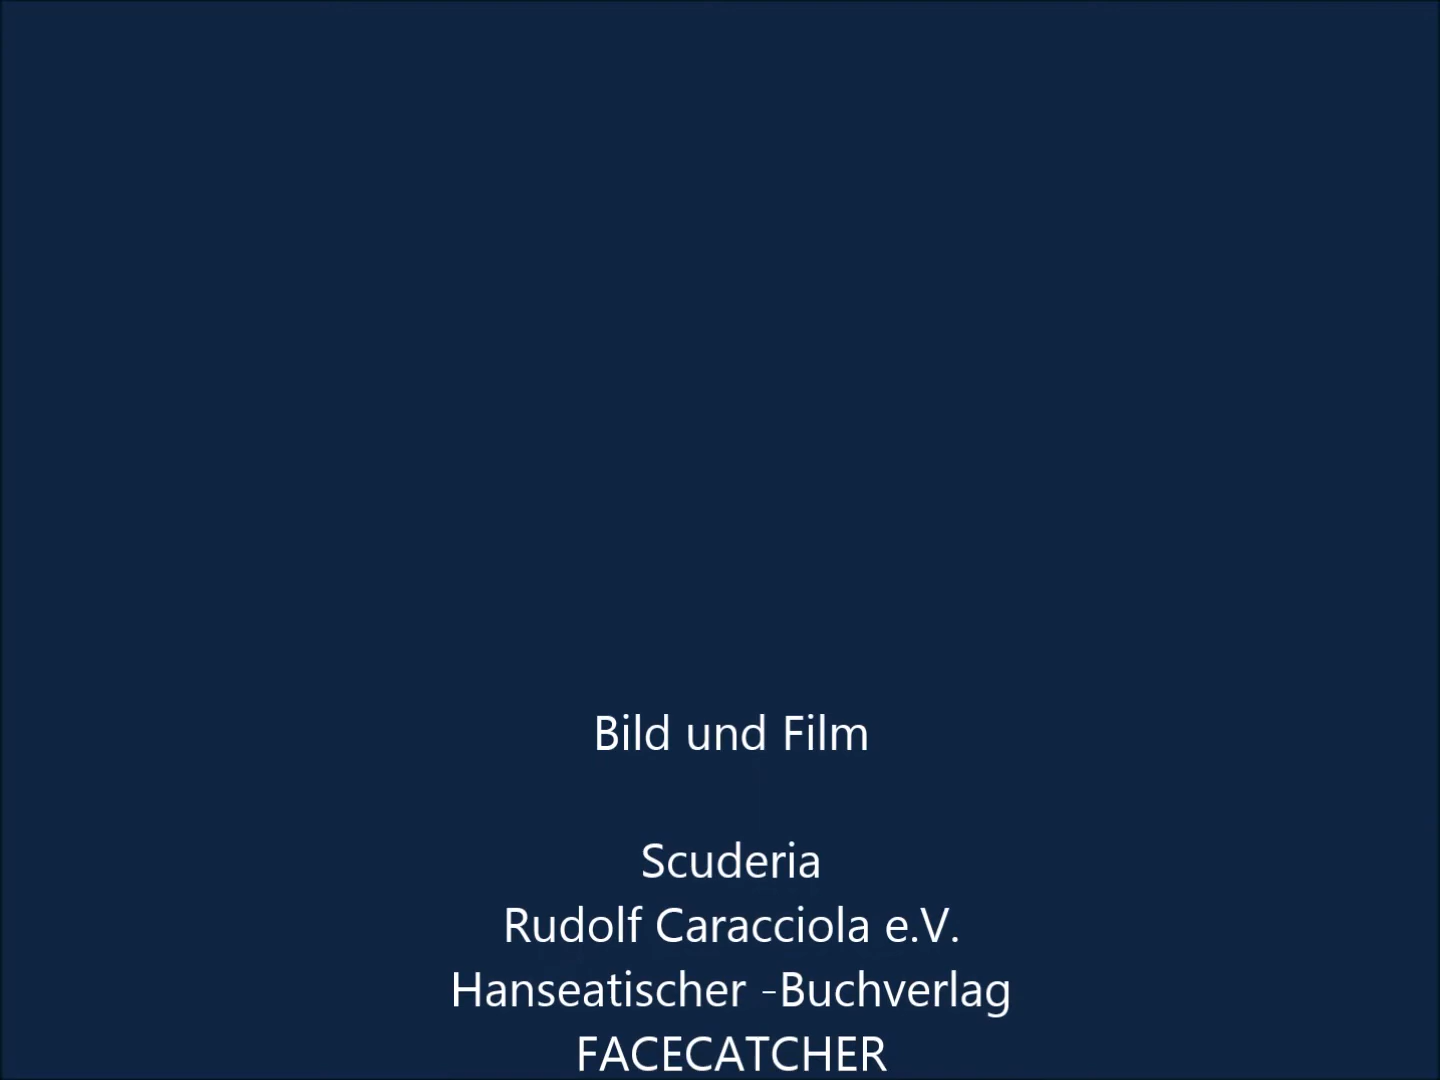 Bild und Film
Scuderia
Rudolf Caracciola e.V.
Hanseatischer -Buchverlag
FACECATCHER